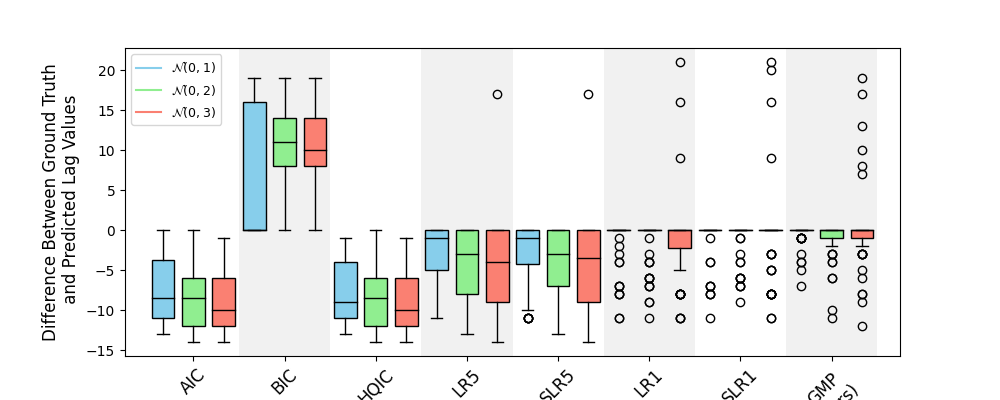 Difference Between Ground Truth
and Predicted Lag Values
20
15
10
5
0
−5
−10
−15
𝒩(0, 1)
𝒩(0, 2)
𝒩(0, 3)
AIC
BIC
HQIC
LR5
SLR5
LR1
SLR1
GMP